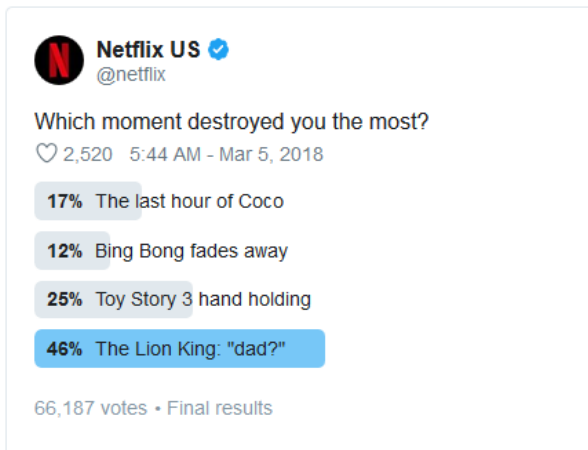 Netflix US
@netflix
Which moment destroyed you the most?
2,520 5:44 AM - Mar 5, 2018
17% The last hour of Coco
12% Bing Bong fades away
25% Toy Story 3 hand holding
46% The Lion King: "dad?"
66,187 votes • Final results